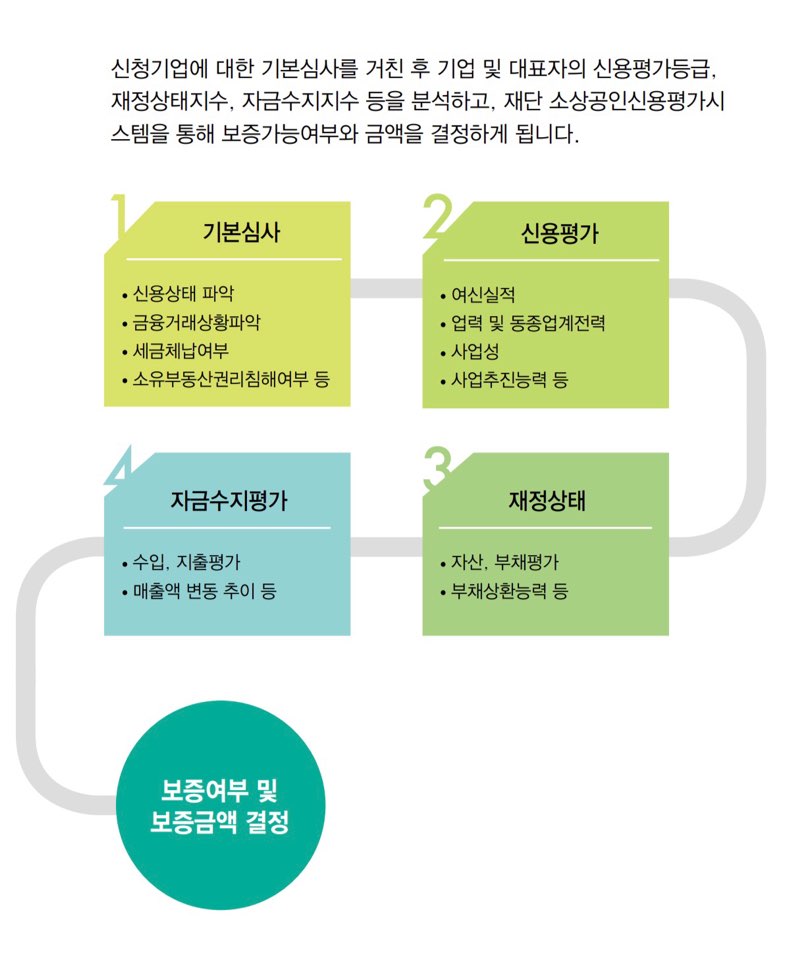 신청기업에 대한 기본심사를 거친 후 기업 및 대표자의 신용평가등급,
재정상태지수, 자금수지지수 등을 분석하고, 재단 소상공인신용평가시
스템을 통해 보증가능여부와 금액을 결정하게 됩니다.
1
기본심사
• 신용상태 파악
• 금융거래상황파악
• 세금체납여부
• 소유부동산권리침해여부 등
2
신용평가
• 여신실적
• 업력 및 동종업계전력
• 사업성
• 사업추진능력 등
3
재정상태
• 자산, 부채평가
• 부채상환능력 등
4
자금수지평가
• 수입, 지출평가
• 매출액 변동 추이 등
보증여부 및
보증금액 결정